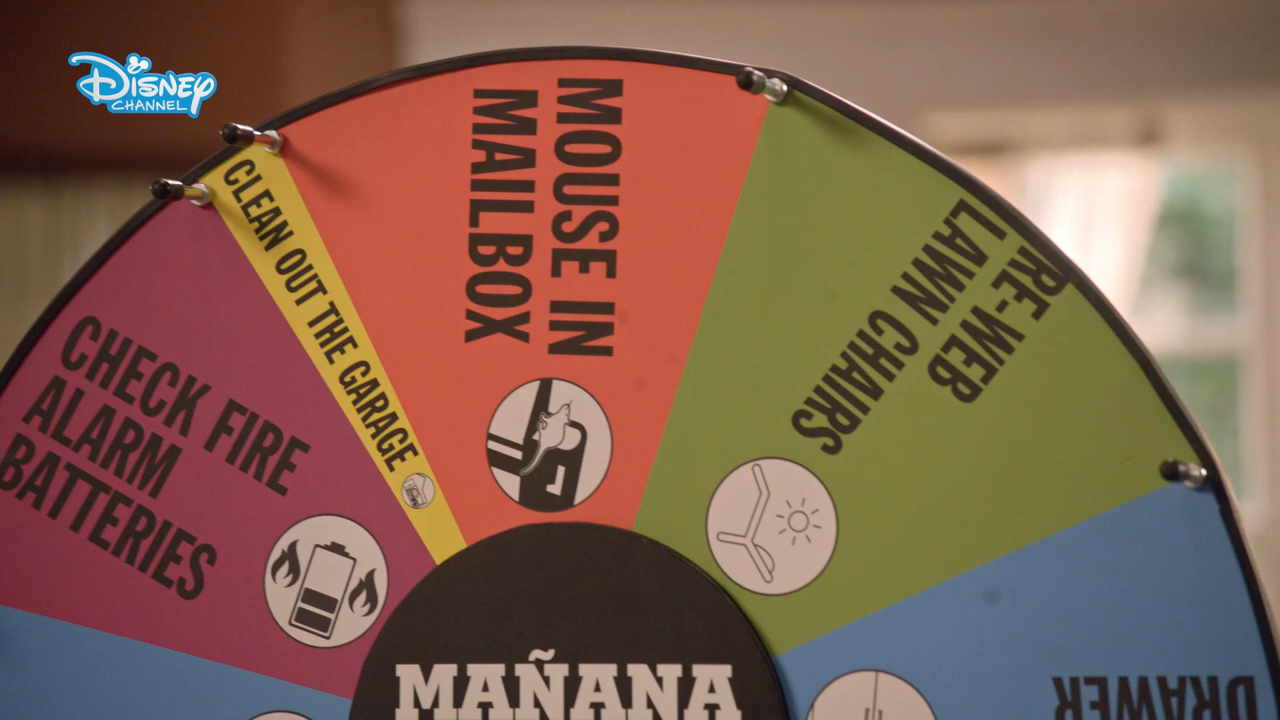 DISNEY
CHANNEL
CHECK FIRE
ALARM
BATTERIES
CLEAN OUT THE GARAGE
MOUSE IN
MAILBOX
RE-WEB
LAWN CHAIRS
DRAWER
MAÑANA